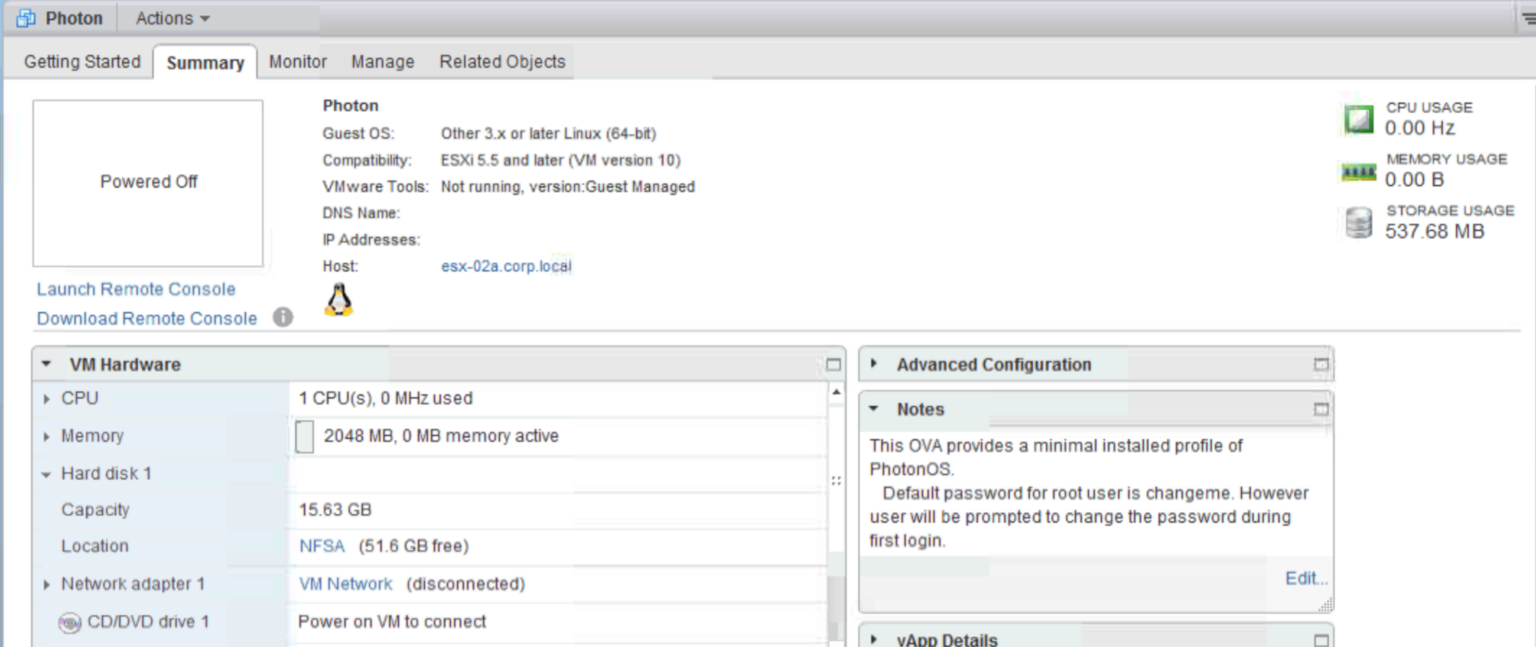 Photon Actions
Getting Started Summary Monitor Manage Related Objects
Powered Off
Launch Remote Console
Download Remote Console
Photon
Guest OS: Other 3.x or later Linux (64-bit)
Compatibility: ESXi 5.5 and later (VM version 10)
VMware Tools: Not running, version:Guest Managed
DNS Name:
IP Addresses:
Host: esx-02a.corp.local
CPU USAGE
0.00 Hz
MEMORY USAGE
0.00 B
STORAGE USAGE
537.68 MB
VM Hardware
CPU 1 CPU(s), 0 MHz used
Memory 2048 MB, 0 MB memory active
Hard disk 1
Capacity 15.63 GB
Location NFSA (51.6 GB free)
Network adapter 1 VM Network (disconnected)
CD/DVD drive 1 Power on VM to connect
Advanced Configuration
Notes
This OVA provides a minimal installed profile of
PhotonOS.
Default password for root user is changeme. However
user will be prompted to change the password during
first login.
Edit...
vApp Details